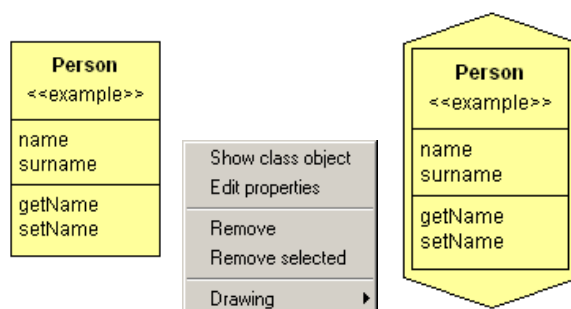 Person
<<example>>
name
surname
getName
setName
Show class object
Edit properties
Remove
Remove selected
Drawing
Person
<<example>>
name
surname
getName
setName